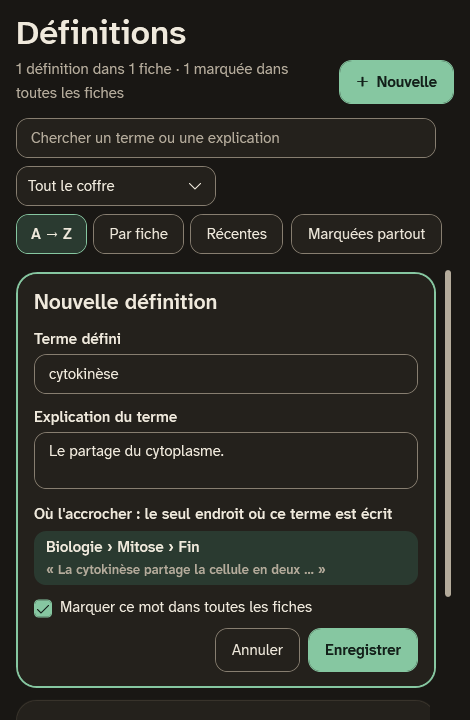 Définitions
1 définition dans 1 fiche · 1 marquée dans
toutes les fiches
+ Nouvelle
Chercher un terme ou une explication
Tout le coffre
A → Z
Par fiche
Récentes
Marquées partout
Nouvelle définition
Terme défini
cytokinèse
Explication du terme
Le partage du cytoplasme.
Où l'accrocher : le seul endroit où ce terme est écrit
Biologie › Mitose › Fin
« La cytokinèse partage la cellule en deux ... »
Marquer ce mot dans toutes les fiches
Annuler
Enregistrer